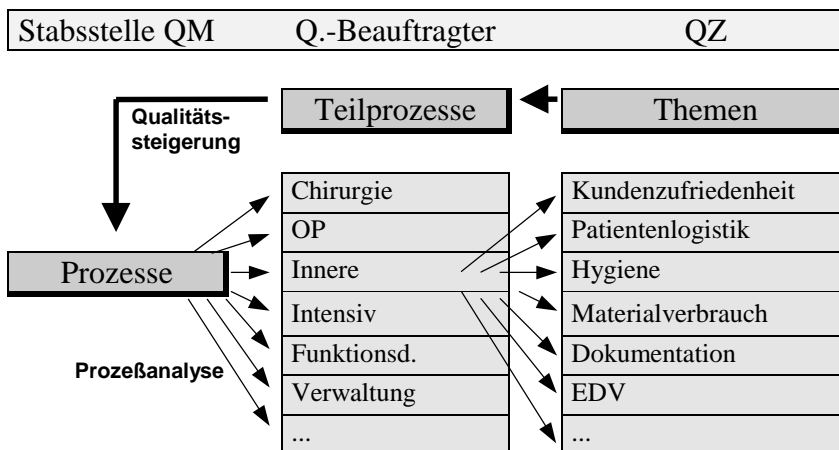 Stabsstelle QM Q.-Beauftragter QZ
Teilprozesse Themen
Qualitäts-
steigerung
Prozesse
Prozeßanalyse
Chirurgie
OP
Innere
Intensiv
Funktionsd.
Verwaltung
...
Kundenzufriedenheit
Patientenlogistik
Hygiene
Materialverbrauch
Dokumentation
EDV
...